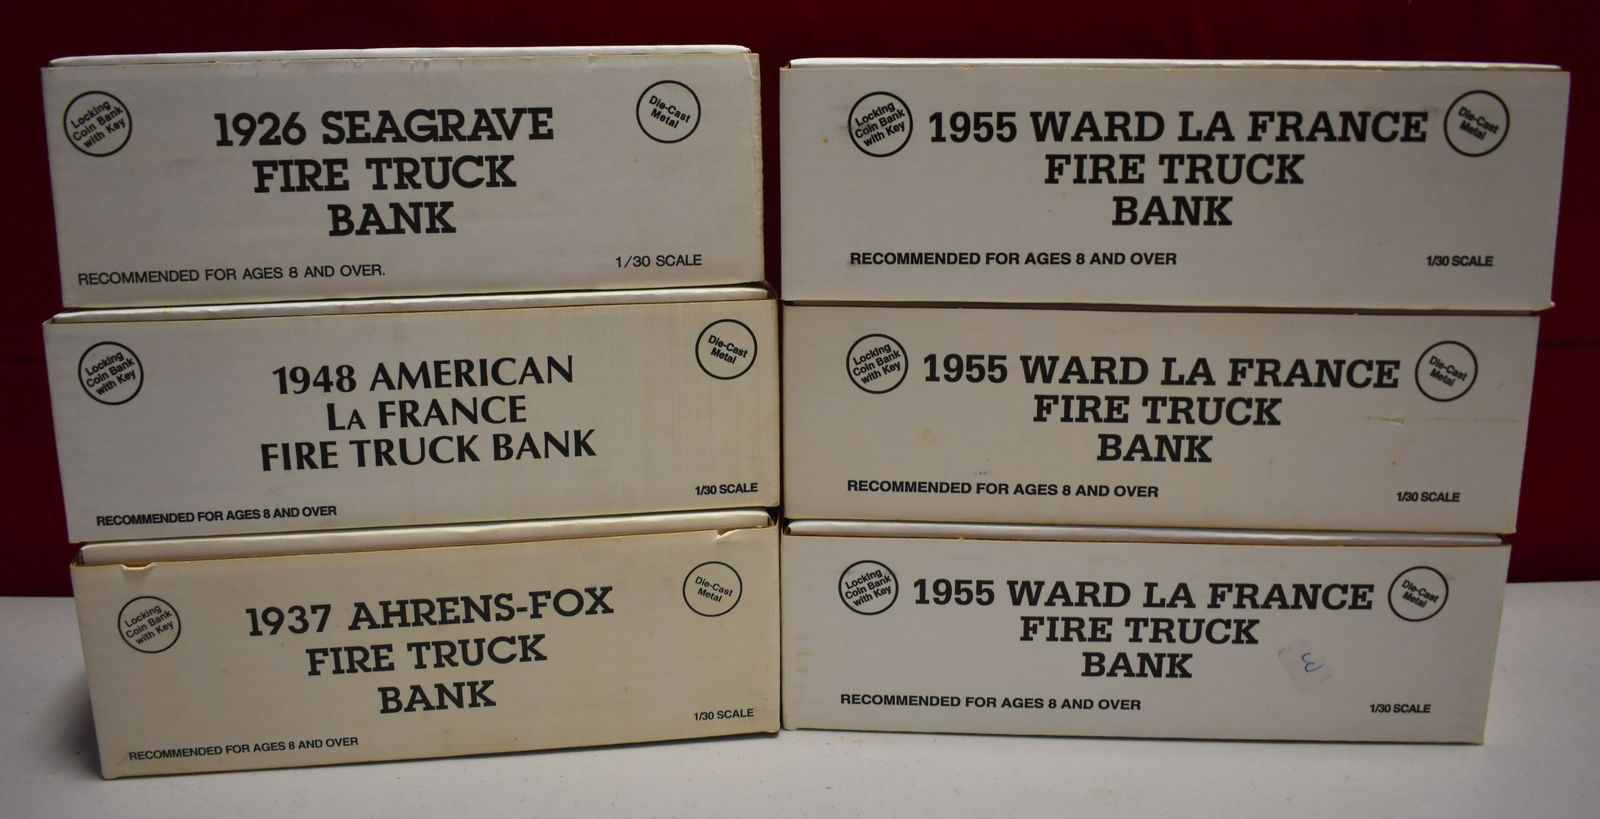 Locking
Coin Bank
with Key
1926 SEAGRAVE
FIRE TRUCK
BANK
Die-Cast
Metal
RECOMMENDED FOR AGES 8 AND OVER.
1/30 SCALE
Locking
Coin Bank
with Key
1948 AMERICAN
LA FRANCE
FIRE TRUCK BANK
Die-Cast
Metal
RECOMMENDED FOR AGES 8 AND OVER
1/30 SCALE
Locking
Coin Bank
with Key
1937 AHRENS-FOX
FIRE TRUCK
BANK
Die-Cast
Metal
RECOMMENDED FOR AGES 8 AND OVER
1/30 SCALE
Locking
Coin Bank
with Key
1955 WARD LA FRANCE
FIRE TRUCK
BANK
Die-Cast
Metal
RECOMMENDED FOR AGES 8 AND OVER
1/30 SCALE
Locking
Coin Bank
with Key
1955 WARD LA FRANCE
FIRE TRUCK
BANK
Die-Cast
Metal
RECOMMENDED FOR AGES 8 AND OVER
1/30 SCALE
Locking
Coin Bank
with Key
1955 WARD LA FRANCE
FIRE TRUCK
BANK
Die-Cast
Metal
RECOMMENDED FOR AGES 8 AND OVER
1/30 SCALE